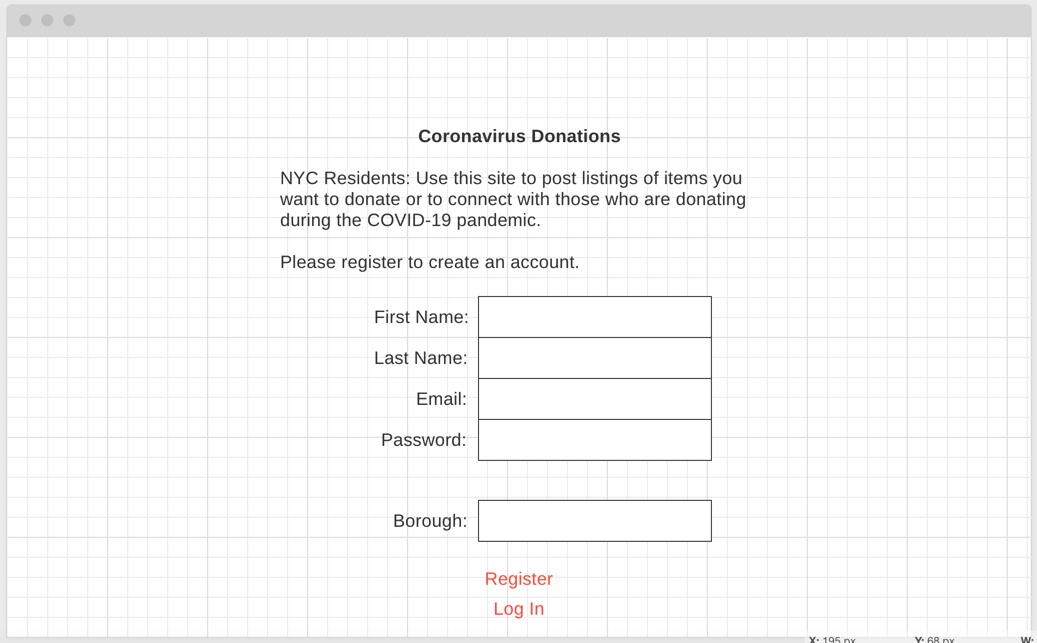 Coronavirus Donations
NYC Residents: Use this site to post listings of items you
want to donate or to connect with those who are donating
during the COVID-19 pandemic.
Please register to create an account.
First Name:
Last Name:
Email:
Password:
Borough:
Register
Log In
X: 195 px Y: 68 px W: